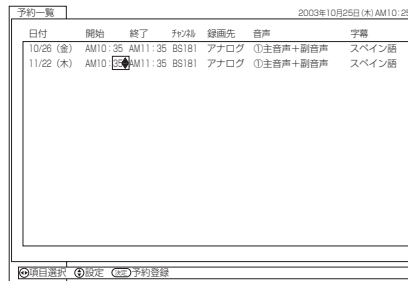 予約一覧 2003年10月25日(木)AM10:25
日付 開始 終了 チャンネル 録画先 音声 字幕
10/26 (金) AM10:35 AM11:35 BS181 アナログ ①主音声＋副音声 スペイン語
11/22 (木) AM10:35 AM11:35 BS181 アナログ ①主音声＋副音声 スペイン語
項目選択 設定 決定 予約登録